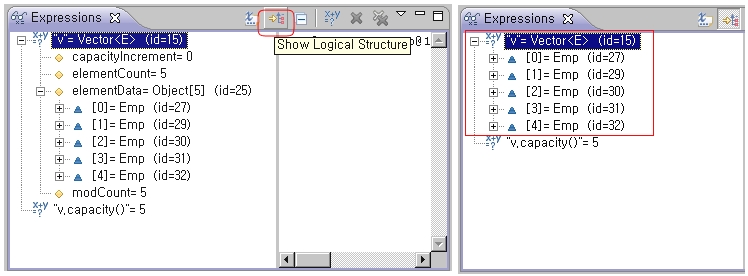 Expressions
"v"= Vector<E> (id=15)
capacityIncrement= 0
Show Logical Structure
elementCount= 5
elementData= Object[5] (id=25)
[0]= Emp (id=27)
[1]= Emp (id=29)
[2]= Emp (id=30)
[3]= Emp (id=31)
[4]= Emp (id=32)
modCount= 5
"v.capacity()"= 5
Expressions
"v"= Vector<E> (id=15)
[0]= Emp (id=27)
[1]= Emp (id=29)
[2]= Emp (id=30)
[3]= Emp (id=31)
[4]= Emp (id=32)
"v.capacity()"= 5